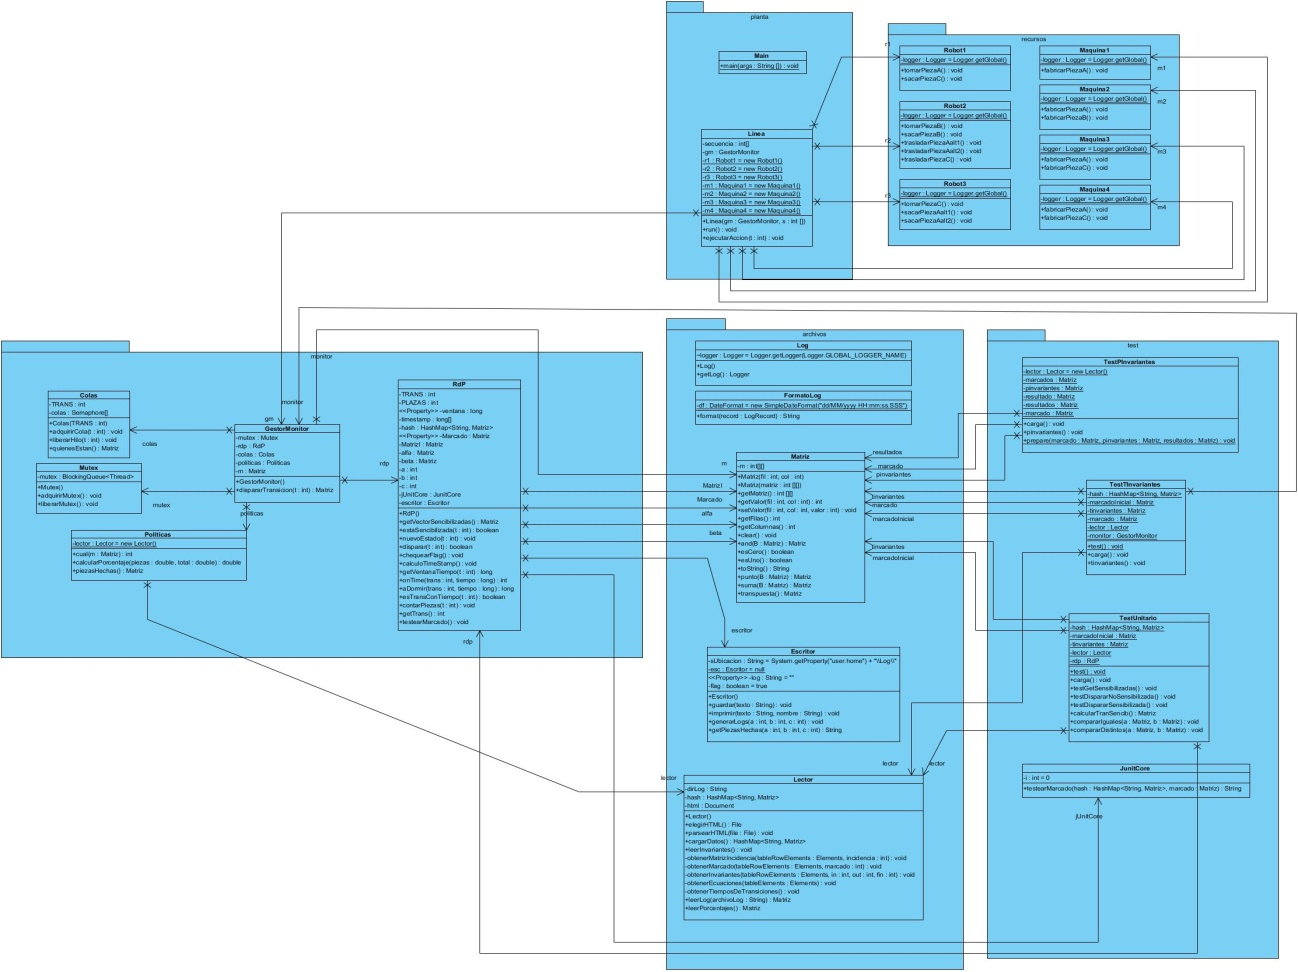 planta
Main
+main(args : String []) : void
Linea
-secuencia : int[]
-gm : GestorMonitor
-r1 : Robot1 = new Robot1()
-r2 : Robot2 = new Robot2()
-r3 : Robot3 = new Robot3()
-m1 : Maquina1 = new Maquina1()
-m2 : Maquina2 = new Maquina2()
-m3 : Maquina3 = new Maquina3()
-m4 : Maquina4 = new Maquina4()
+Linea(gm : GestorMonitor, s : int [])
+run() : void
+ejecutarAccion(t : int) : void
recursos
r1
r2
r3
Robot1
-logger : Logger = Logger.getGlobal()
+tomarPiezaA() : void
+sacarPiezaC() : void
Robot2
-logger : Logger = Logger.getGlobal()
+tomarPiezaB() : void
+sacarPiezaB() : void
+trasladarPiezaAalt1() : void
+trasladarPiezaAalt2() : void
+trasladarPiezaC() : void
Robot3
-logger : Logger = Logger.getGlobal()
+tomarPiezaC() : void
+sacarPiezaAalt1() : void
+sacarPiezaAalt2() : void
Maquina1
-logger : Logger = Logger.getGlobal()
+fabricarPiezaA() : void
m1
Maquina2
-logger : Logger = Logger.getGlobal()
+fabricarPiezaA() : void
+fabricarPiezaB() : void
m2
Maquina3
-logger : Logger = Logger.getGlobal()
+fabricarPiezaA() : void
+fabricarPiezaC() : void
m3
Maquina4
-logger : Logger = Logger.getGlobal()
+fabricarPiezaA() : void
+fabricarPiezaC() : void
m4
monitor
Colas
-TRANS : int
-colas : Semaphore[]
+Colas(TRANS : int)
+adquirirCola(t : int) : void
+liberarHilo(t : int) : void
+quienesEstan() : Matriz
colas
Mutex
-mutex : BlockingQueue<Thread>
+Mutex()
+adquirirMutex() : void
+liberarMutex() : void
mutex
gm
monitor
GestorMonitor
-mutex : Mutex
-rdp : RdP
-colas : Colas
-politicas : Politicas
-m : Matriz
+GestorMonitor()
+dispararTransicion(t : int) : Matriz
politicas
Politicas
-lector : Lector = new Lector()
+cual(m : Matriz) : int
+calcularPorcentaje(piezas : double, total : double) : double
+piezasHechas() : Matriz
rdp
RdP
-TRANS : int
-PLAZAS : int
<<Property>> -ventana : long
-timestamp : long[]
-hash : HashMap<String, Matriz>
<<Property>> -Marcado : Matriz
-MatrizI : Matriz
-alfa : Matriz
-beta : Matriz
-a : int
-b : int
-c : int
-jUnitCore : JunitCore
-escritor : Escritor
+RdP()
+getVectorSencibilizadas() : Matriz
+estaSencibilizada(t : int) : boolean
+nuevoEstado(t : int) : void
+disparar(t : int) : boolean
+chequearFlag() : void
+calculoTimeStamp() : void
+getVentanaTiempo(t : int) : long
+onTime(trans : int, tiempo : long) : int
+aDormir(trans : int, tiempo : long) : long
+esTransConTiempo(t : int) : boolean
+contarPiezas(t : int) : void
+getTrans() : int
+testearMarcado() : void
rdp
archivos
Log
-logger : Logger = Logger.getLogger(Logger.GLOBAL_LOGGER_NAME)
+Log()
+getLog() : Logger
FormatoLog
-df : DateFormat = new SimpleDateFormat("dd/MM/yyyy HH:mm:ss.SSS")
+format(record : LogRecord) : String
m
MatrizI
Marcado
alfa
beta
Matriz
-m : int[][]
+Matriz(fil : int, col : int)
+Matriz(matriz : int [][])
+getMatriz() : int [][]
+getValor(fil : int, col : int) : int
+setValor(fil : int, col : int, valor : int) : void
+getFilas() : int
+getColumnas() : int
+clear() : void
+and(B : Matriz) : Matriz
+esCero() : boolean
+esUno() : boolean
+toString() : String
+punto(B : Matriz) : Matriz
+suma(B : Matriz) : Matriz
+transpuesta() : Matriz
resultados
marcado
pinvariantes
tinvariantes
marcado
marcadoInicial
tinvariantes
marcadoInicial
escritor
Escritor
-sUbicacion : String = System.getProperty("user.home") + "\\Log\\"
-esc : Escritor = null
<<Property>> -log : String = ""
-flag : boolean = true
+Escritor()
+guardar(texto : String) : void
+imprimir(texto : String, nombre : String) : void
+generarLogs(a : int, b : int, c : int) : void
+getPiezasHechas(a : int, b : int, c : int) : String
lector
lector
lector
Lector
-dirLog : String
-hash : HashMap<String, Matriz>
-html : Document
+Lector()
+elegirHTML() : File
+parsearHTML(file : File) : void
+cargarDatos() : HashMap<String, Matriz>
+leerInvariantes() : void
-obtenerMatrizIncidencia(tableRowElements : Elements, incidencia : int) : void
-obtenerMarcado(tableRowElements : Elements, marcado : int) : void
-obtenerInvariantes(tableRowElements : Elements, in : int, out : int, fin : int) : void
-obtenerEcuaciones(tableElements : Elements) : void
-obtenerTiemposDeTransiciones() : void
+leerLog(archivoLog : String) : Matriz
+leerPorcentajes() : Matriz
test
TestPInvariantes
-lector : Lector = new Lector()
-marcados : Matriz
-pinvariantes : Matriz
-resultado : Matriz
-resultados : Matriz
-marcado : Matriz
+carga() : void
+pinvariantes() : void
+prepare(marcado : Matriz, pinvariantes : Matriz, resultados : Matriz) : void
TestTInvariantes
-hash : HashMap<String, Matriz>
-marcadoInicial : Matriz
-tinvariantes : Matriz
-marcado : Matriz
-lector : Lector
-monitor : GestorMonitor
+test() : void
+carga() : void
+tinvariantes() : void
TestUnitario
-hash : HashMap<String, Matriz>
-marcadoInicial : Matriz
-tinvariantes : Matriz
-lector : Lector
-rdp : RdP
+test() : void
+carga() : void
+testGetSensibilizadas() : void
+testDispararNoSensibilizada() : void
+testDispararSensibilizada() : void
+calcularTranSencib() : Matriz
+compararIguales(a : Matriz, b : Matriz) : void
+compararDistintos(a : Matriz, b : Matriz) : void
JunitCore
-i : int = 0
+testearMarcado(hash : HashMap<String, Matriz>, marcado : Matriz) : String
jUnitCore